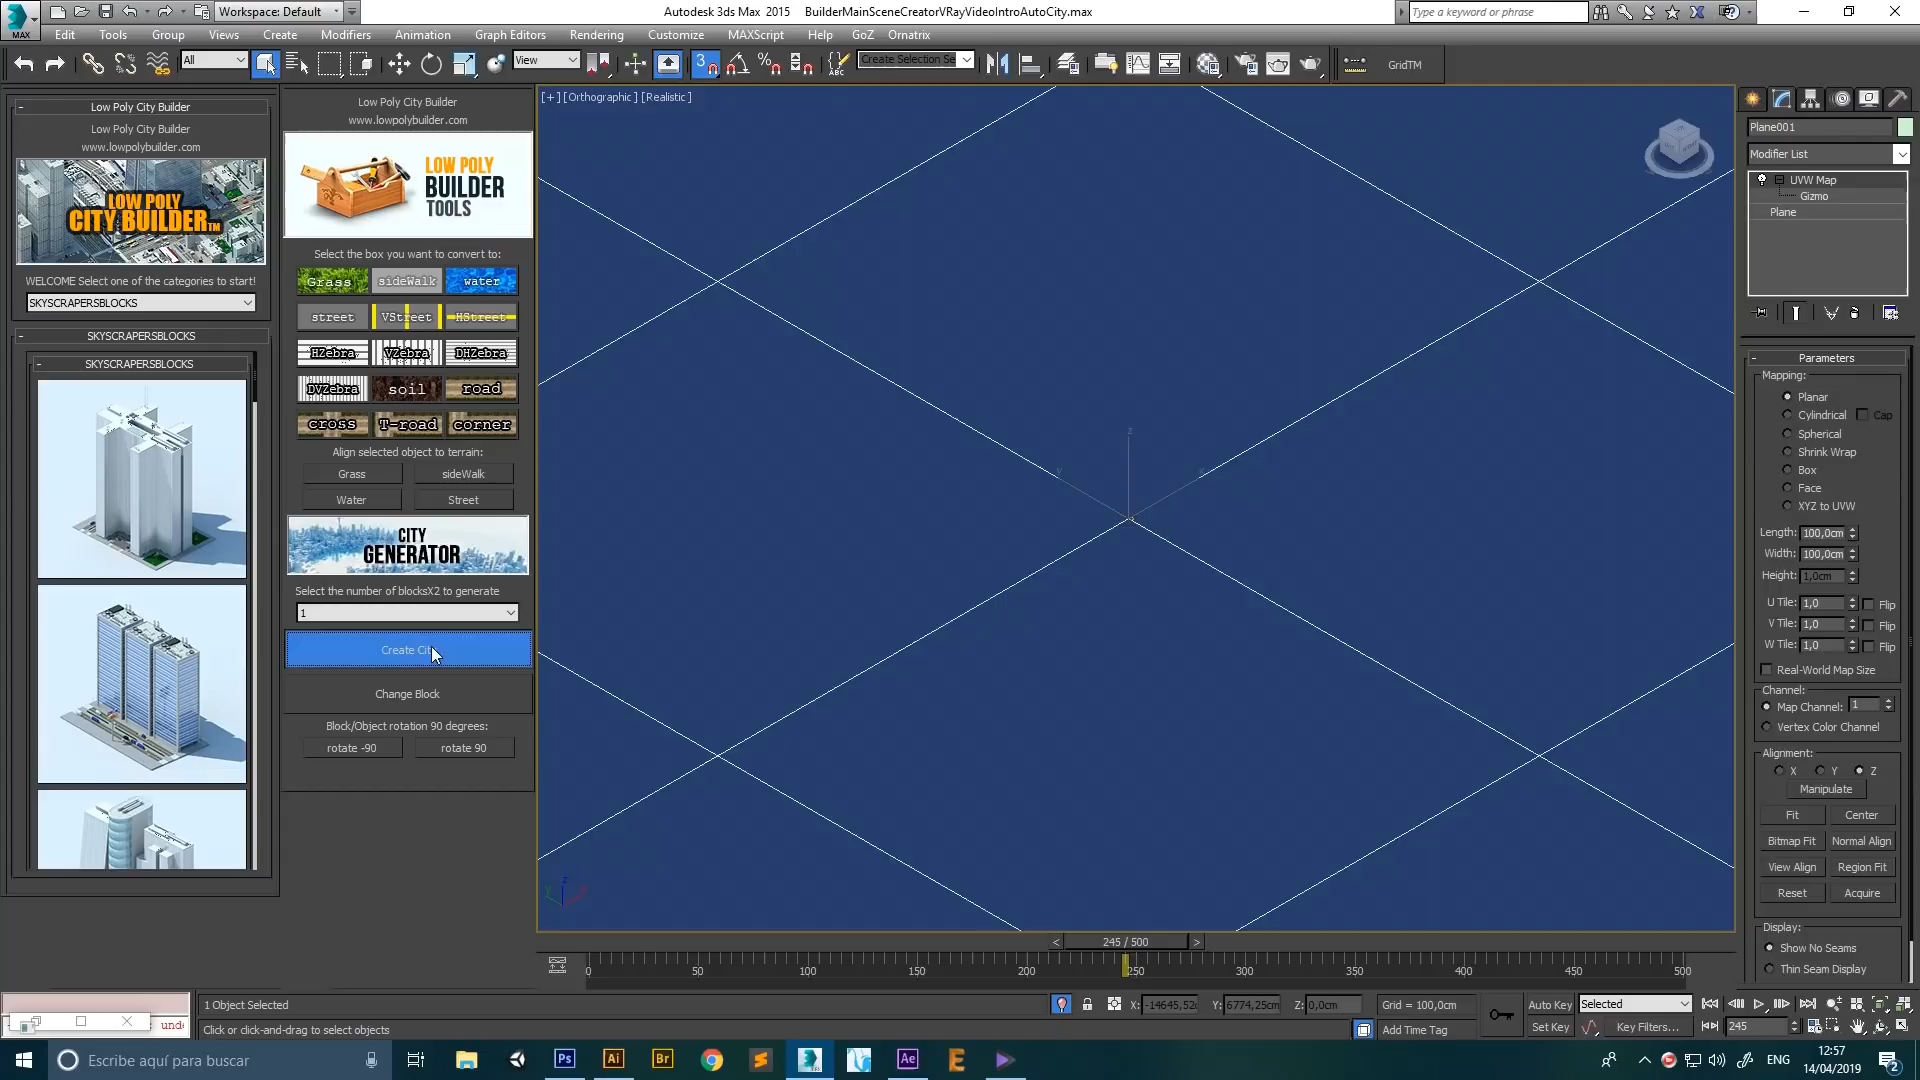 Workspace: Default
Autodesk 3ds Max 2015 BuilderMainSceneCreatorVRayVideoIntroAutoCity.max
Type a keyword or phrase
MAX
Edit Tools Group Views Create Modifiers Animation Graph Editors Rendering Customize MAXScript Help GoZ Ornatrix
All
View
3
ABC
Create Selection Se
GridTM
Low Poly City Builder
Low Poly City Builder
www.lowpolybuilder.com
LOW POLY
CITY BUILDER TM
WELCOME Select one of the categories to start!
SKYSCRAPERSBLOCKS
SKYSCRAPERSBLOCKS
SKYSCRAPERSBLOCKS
Low Poly City Builder
www.lowpolybuilder.com
LOW POLY
BUILDER
TOOLS
Select the box you want to convert to:
Grass sideWalk water
street VStreet HStreet
HZebra VZebra DHZebra
DVZebra soil road
cross T-road corner
Align selected object to terrain:
Grass sideWalk
Water Street
CITY
GENERATOR
Select the number of blocksX2 to generate
1
Create Cit
Change Block
Block/Object rotation 90 degrees:
rotate -90 rotate 90
[+] [Orthographic] [Realistic]
z
y x
Plane001
Modifier List
UVW Map
Gizmo
Plane
Parameters
Mapping:
Planar
Cylindrical Cap
Spherical
Shrink Wrap
Box
Face
XYZ to UVW
Length: 100,0cm
Width: 100,0cm
Height: 1,0cm
U Tile: 1,0 Flip
V Tile: 1,0 Flip
W Tile: 1,0 Flip
Real-World Map Size
Channel:
Map Channel: 1
Vertex Color Channel
Alignment:
X Y Z
Manipulate
Fit Center
Bitmap Fit Normal Align
View Align Region Fit
Reset Acquire
Display:
Show No Seams
Thin Seam Display
< 245 / 500 >
0 50 100 150 200 250 300 350 400 450 500
1 Object Selected
X: -14645,52 Y: 6774,25cm Z: 0,0cm Grid = 100,0cm
Auto Key Selected
und
Click or click-and-drag to select objects
Add Time Tag
Set Key Key Filters... 245
Escribe aquí para buscar
Ps Ai Br Ae
ENG
12:57
14/04/2019
2